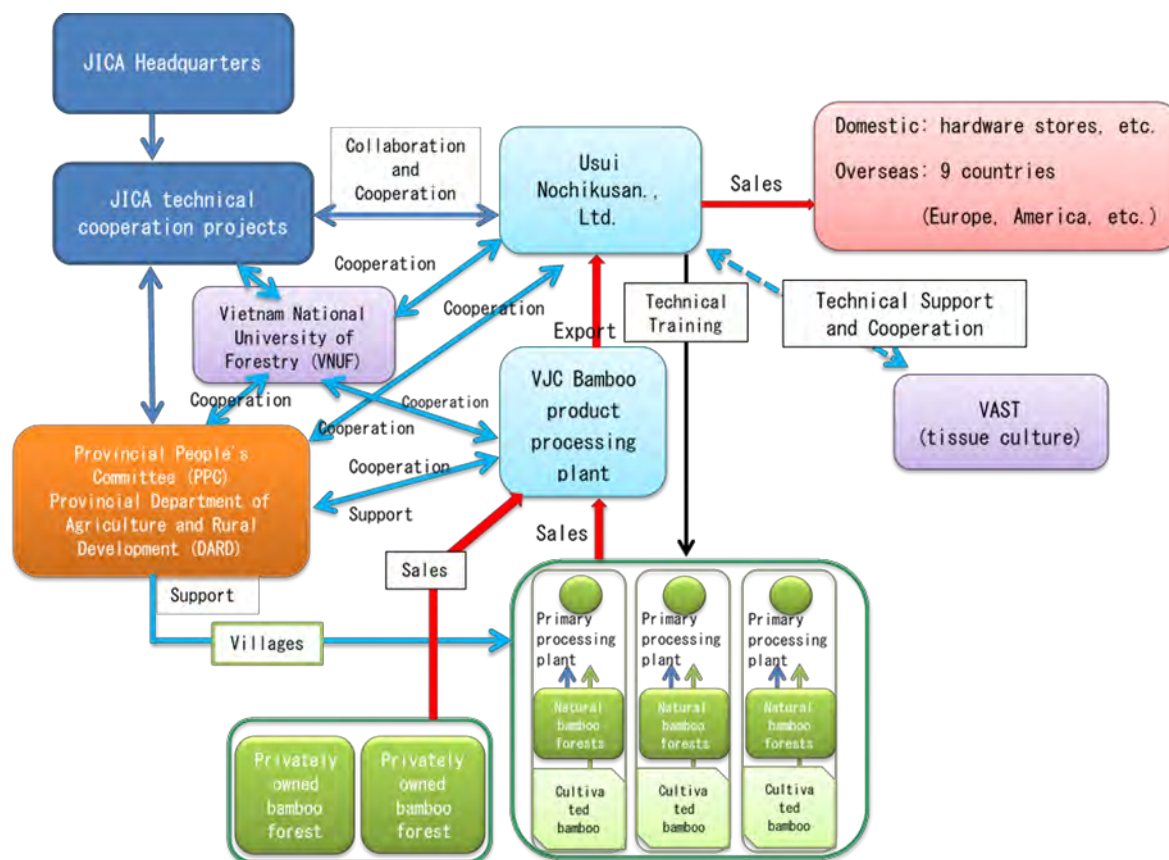 JICA Headquarters
JICA technical
cooperation projects
Collaboration
and
Cooperation
Usui
Nochikusan.,
Ltd.
Sales
Domestic: hardware stores, etc.
Overseas: 9 countries
(Europe, America, etc.)
Cooperation
Cooperation
Vietnam National
University of
Forestry (VNUF)
Export
Technical
Training
Technical Support
and Cooperation
VAST
(tissue culture)
VJC Bamboo
product
processing
plant
Cooperation
Cooperation
Cooperation
Cooperation
Support
Provincial People's
Committee (PPC)
Provincial Department of
Agriculture and Rural
Development (DARD)
Support
Villages
Sales
Sales
Primary
processing
plant
Natural
bamboo
forests
Cultiva
ted
bamboo
Primary
processing
plant
Natural
bamboo
forests
Cultiva
ted
bamboo
Primary
processing
plant
Natural
bamboo
forests
Cultiva
ted
bamboo
Privately
owned
bamboo
forest
Privately
owned
bamboo
forest